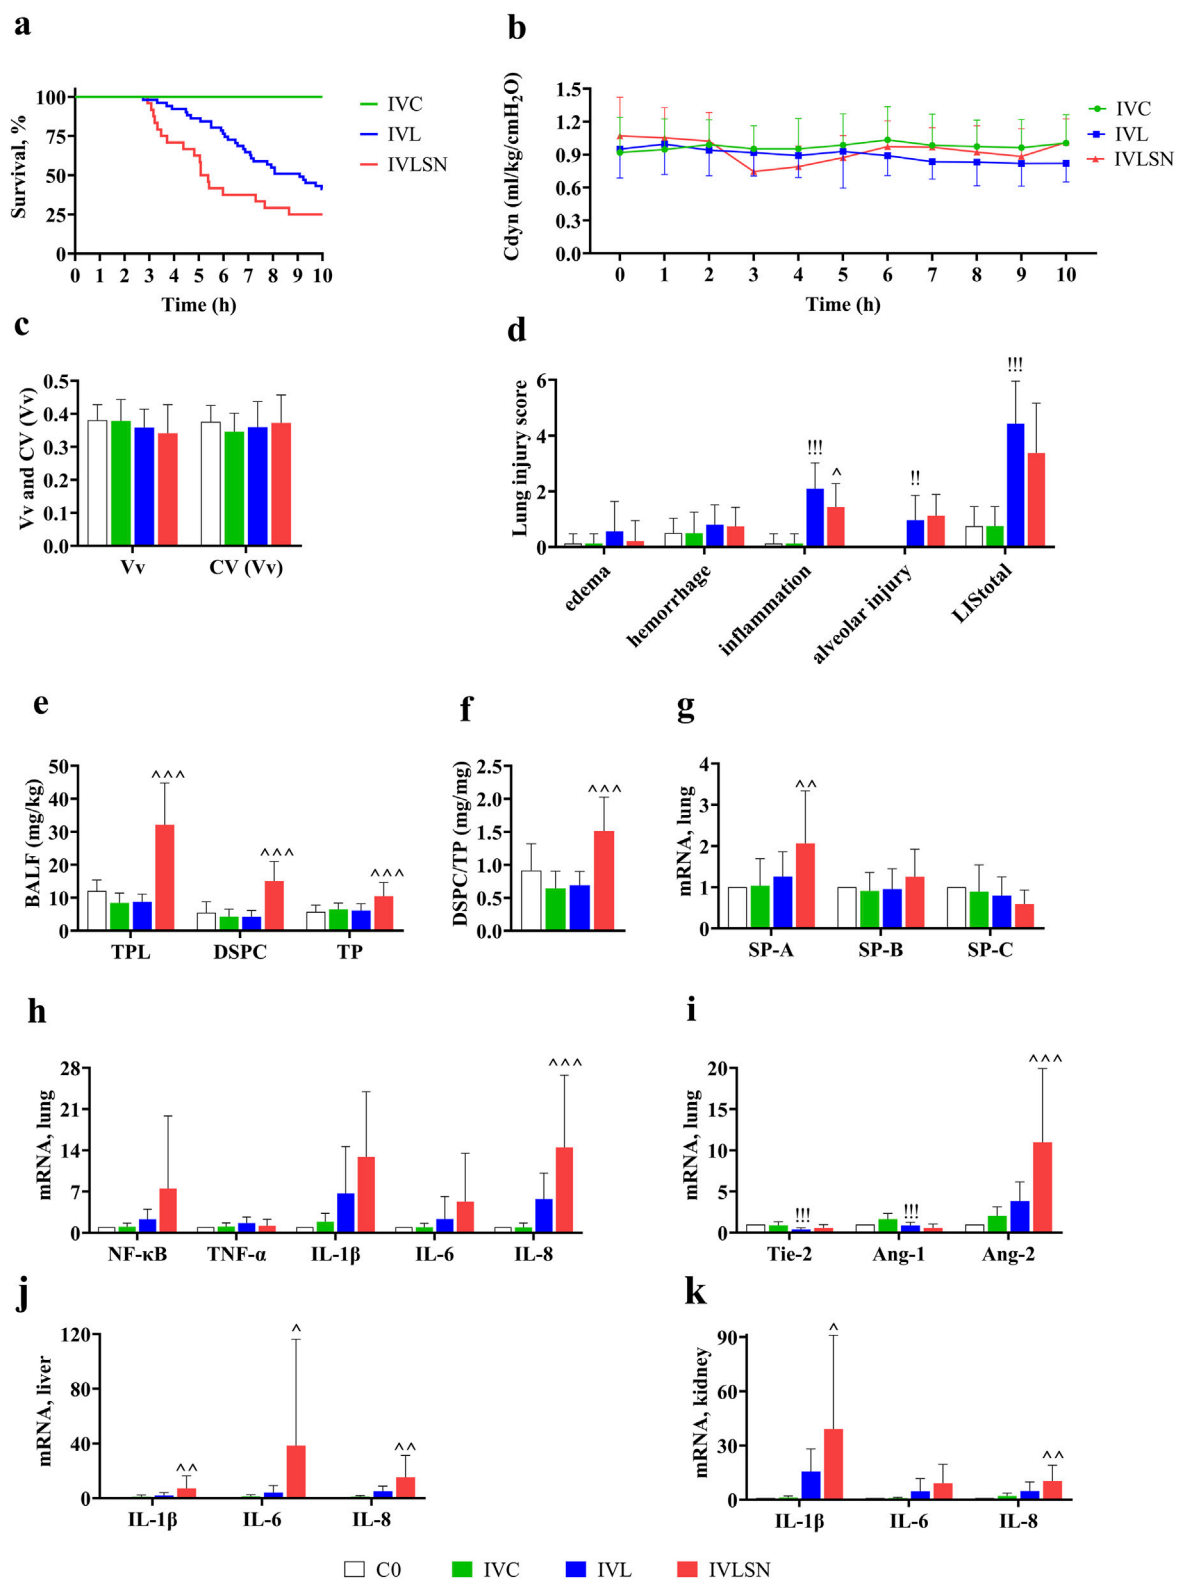 a
Survival, %
100
75
50
25
0
0 1 2 3 4 5 6 7 8 9 10
Time (h)
IVC
IVL
IVLSN
b
Cdyn (ml/kg/cmH₂O)
1.5
1.2
0.9
0.6
0.3
0.0
0 1 2 3 4 5 6 7 8 9 10
Time (h)
IVC
IVL
IVLSN
c
Vv and CV (Vv)
0.5
0.4
0.3
0.2
0.1
0.0
Vv CV (Vv)
d
Lung injury score
6
4
2
0
!!! ^ !! !!!
edema hemorrhage inflammation alveolar injury LIStotal
e
BALF (mg/kg)
50
40
30
20
10
0
^^^ ^^^ ^^^
TPL DSPC TP
f
DSPC/TP (mg/mg)
2.5
2.0
1.5
1.0
0.5
0.0
^^^
g
mRNA, lung
4
3
2
1
0
^^
SP-A SP-B SP-C
h
mRNA, lung
28
21
14
7
0
^^^
NF-κB TNF-α IL-1β IL-6 IL-8
i
mRNA, lung
20
15
10
5
0
!!! !!! ^^^
Tie-2 Ang-1 Ang-2
j
mRNA, liver
120
80
40
0
^^ ^ ^^
IL-1β IL-6 IL-8
k
mRNA, kidney
90
60
30
0
^ ^^
IL-1β IL-6 IL-8
C0 IVC IVL IVLSN